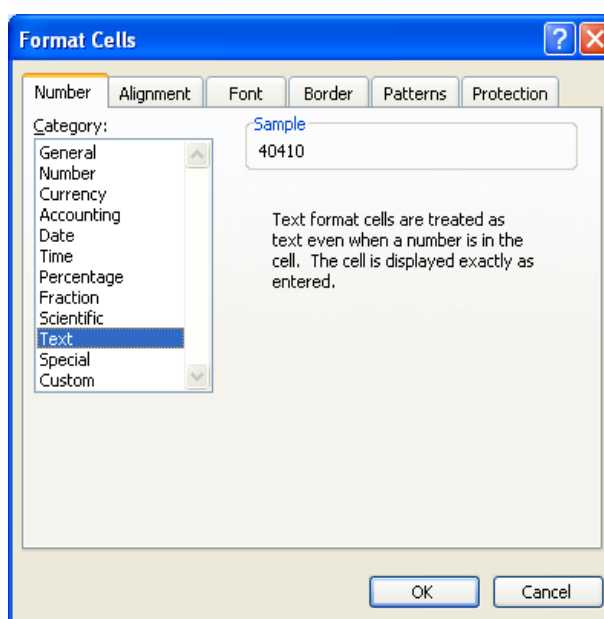 Format Cells
?
Number Alignment Font Border Patterns Protection
Category:
General
Number
Currency
Accounting
Date
Time
Percentage
Fraction
Scientific
Text
Special
Custom
Sample
40410
Text format cells are treated as
text even when a number is in the
cell. The cell is displayed exactly as
entered.
OK Cancel